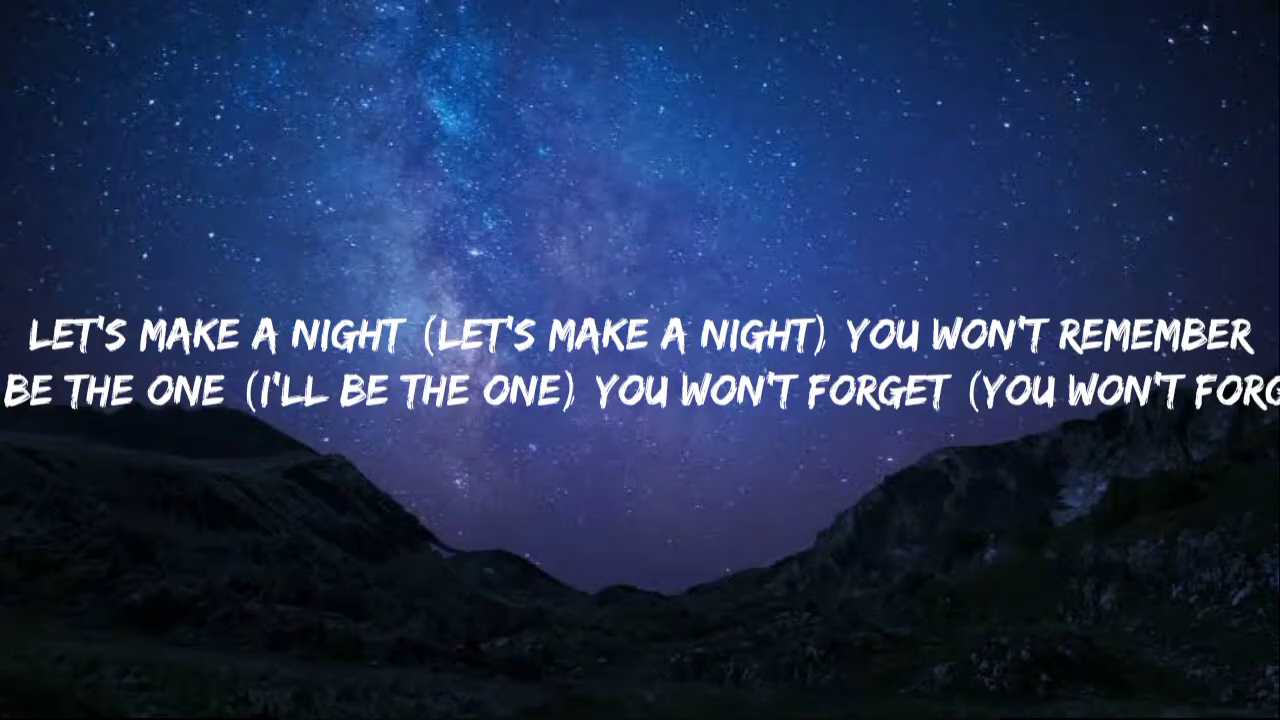 LET'S MAKE A NIGHT (LET'S MAKE A NIGHT) YOU WON'T REMEMBER
BE THE ONE (I'LL BE THE ONE) YOU WON'T FORGET (YOU WON'T FORG